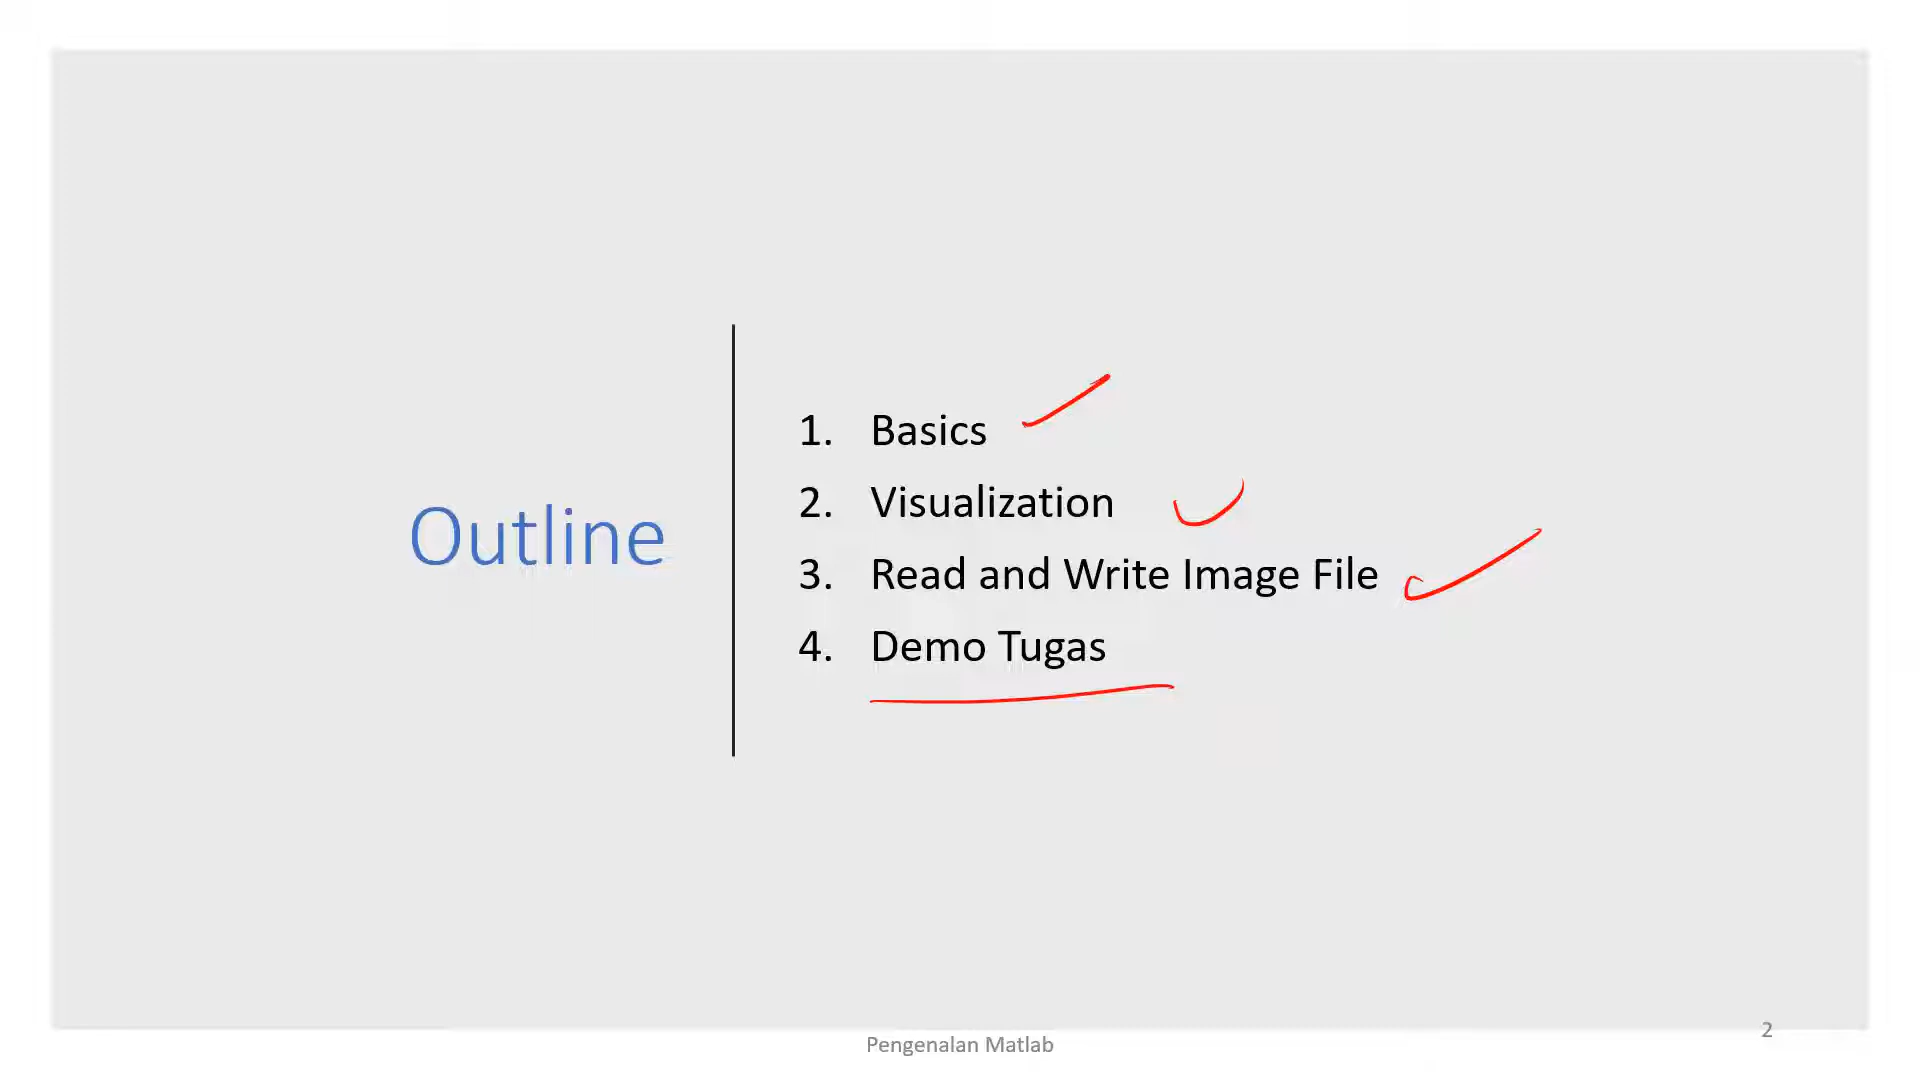 Outline
1. Basics
2. Visualization
3. Read and Write Image File
4. Demo Tugas
Pengenalan Matlab
2